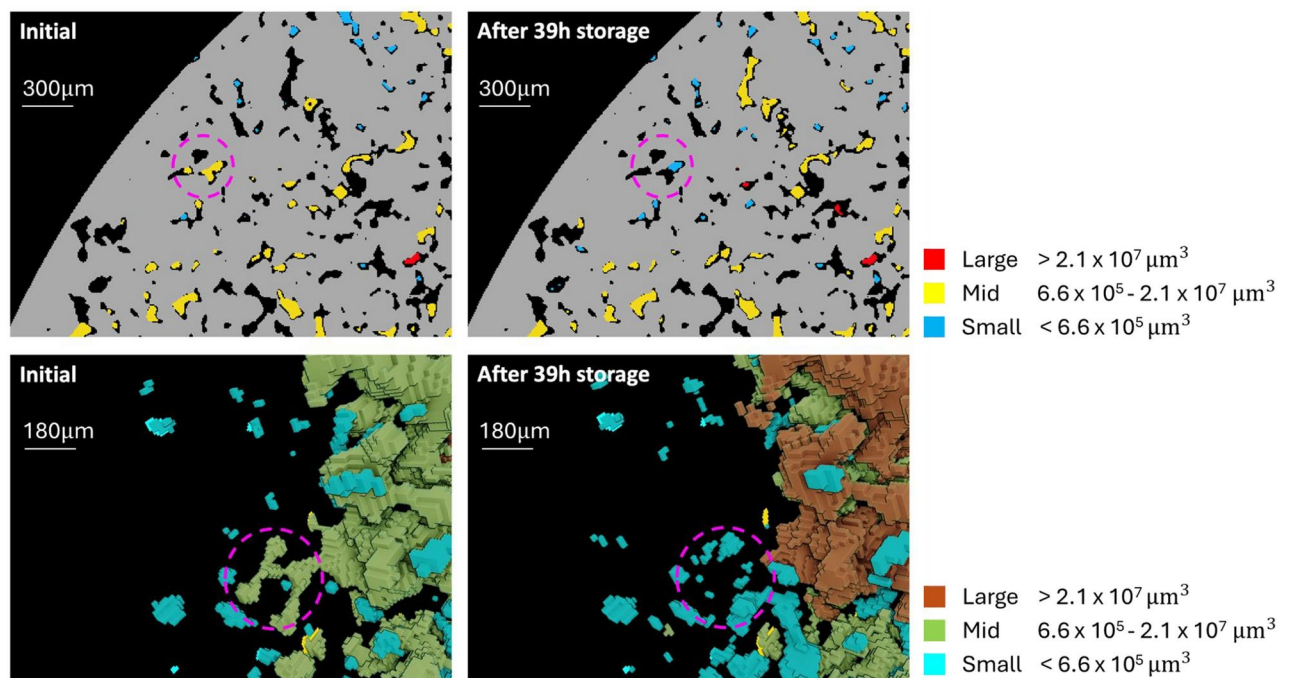 Initial
300μm
After 39h storage
300μm
Large > 2.1 x 10⁷ μm³
Mid 6.6 x 10⁵ - 2.1 x 10⁷ μm³
Small < 6.6 x 10⁵ μm³
Initial
180μm
After 39h storage
180μm
Large > 2.1 x 10⁷ μm³
Mid 6.6 x 10⁵ - 2.1 x 10⁷ μm³
Small < 6.6 x 10⁵ μm³